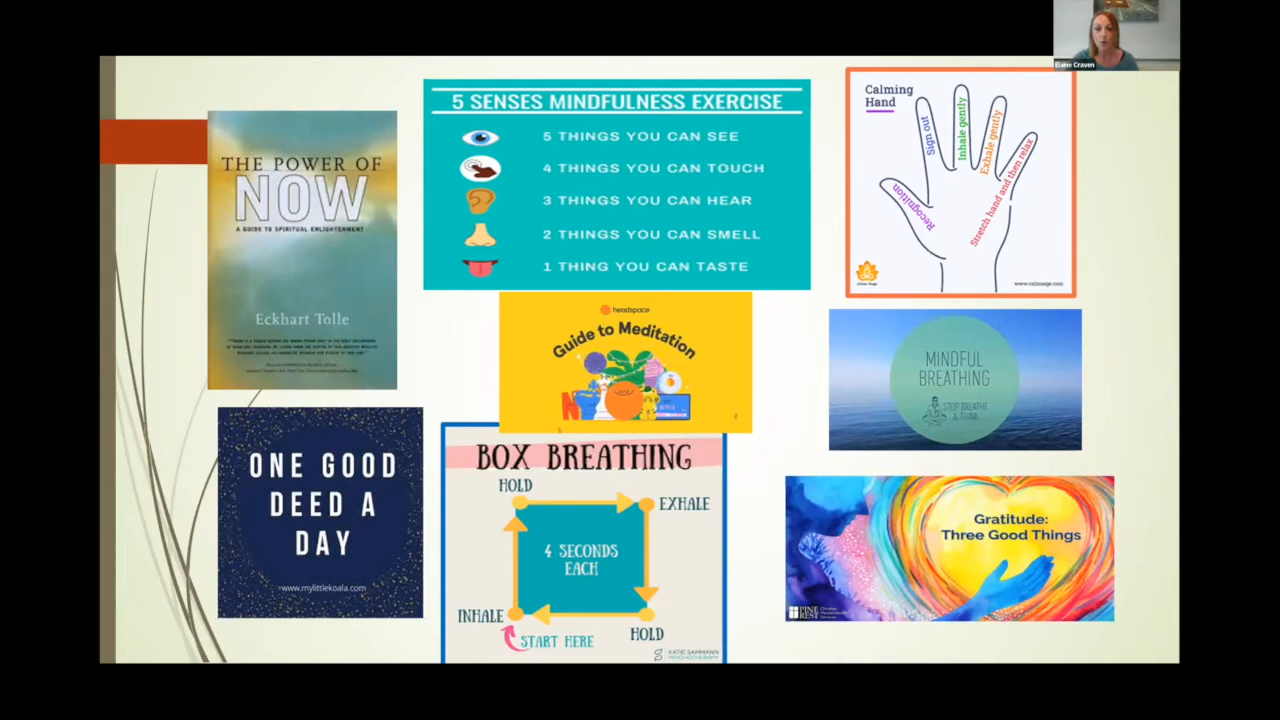 Elaine Craven
THE POWER OF
NOW
A GUIDE TO SPIRITUAL ENLIGHTENMENT
Eckhart Tolle
5 SENSES MINDFULNESS EXERCISE
5 THINGS YOU CAN SEE
4 THINGS YOU CAN TOUCH
3 THINGS YOU CAN HEAR
2 THINGS YOU CAN SMELL
1 THING YOU CAN TASTE
Calming
Hand
Recognition
Sigh out
Inhale gently
Exhale gently
Stretch hand and then relax
www.calmsage.com
headspace
Guide to Meditation
MINDFUL
BREATHING
STOP BREATHE
& THINK
ONE GOOD
DEED A
DAY
www.mylittlekoala.com
BOX BREATHING
HOLD
EXHALE
4 SECONDS
EACH
INHALE
HOLD
START HERE
KATIE SAMMANN
PSYCHOTHERAPY
Gratitude:
Three Good Things
PINE
REST